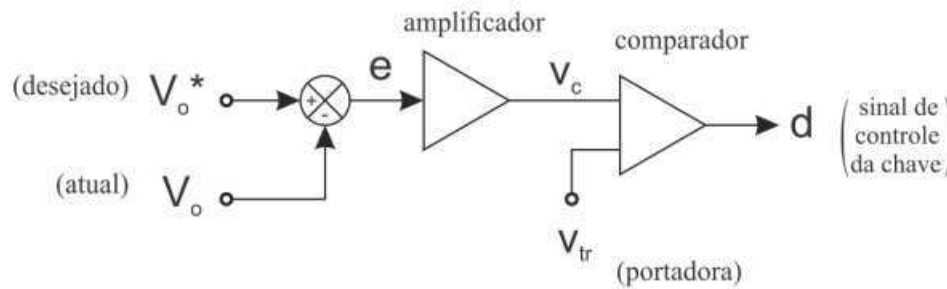 amplificador
comparador
(desejado) Vo* + - e vc d
(sinal de
controle
da chave)
(atual) Vo
vtr
(portadora)